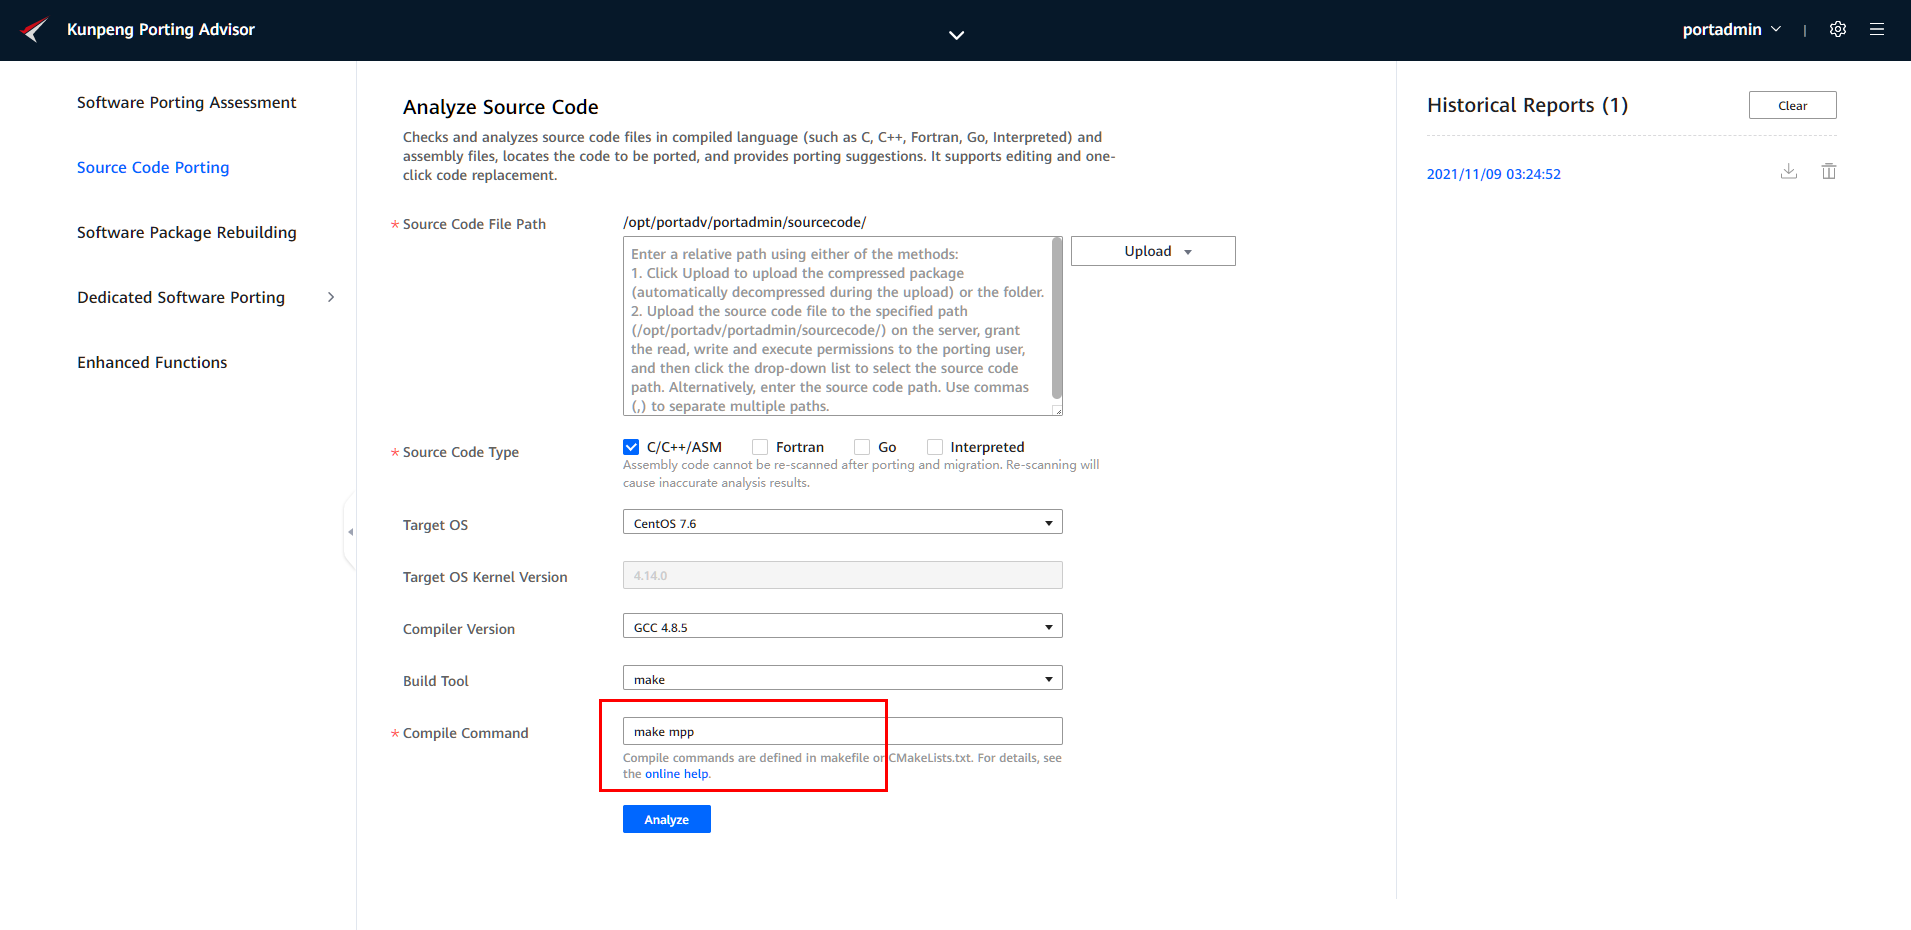 Kunpeng Porting Advisor
portadmin
|
Software Porting Assessment
Source Code Porting
Software Package Rebuilding
Dedicated Software Porting
Enhanced Functions
Analyze Source Code
Checks and analyzes source code files in compiled language (such as C, C++, Fortran, Go, Interpreted) and
assembly files, locates the code to be ported, and provides porting suggestions. It supports editing and one-
click code replacement.
* Source Code File Path
/opt/portadv/portadmin/sourcecode/
Enter a relative path using either of the methods:
1. Click Upload to upload the compressed package
(automatically decompressed during the upload) or the folder.
2. Upload the source code file to the specified path
(/opt/portadv/portadmin/sourcecode/) on the server, grant
the read, write and execute permissions to the porting user,
and then click the drop-down list to select the source code
path. Alternatively, enter the source code path. Use commas
(,) to separate multiple paths.
Upload
* Source Code Type
C/C++/ASM Fortran Go Interpreted
Assembly code cannot be re-scanned after porting and migration. Re-scanning will
cause inaccurate analysis results.
Target OS
CentOS 7.6
Target OS Kernel Version
4.14.0
Compiler Version
GCC 4.8.5
Build Tool
make
* Compile Command
make mpp
Compile commands are defined in makefile or CMakeLists.txt. For details, see
the online help.
Analyze
Historical Reports (1)
Clear
2021/11/09 03:24:52